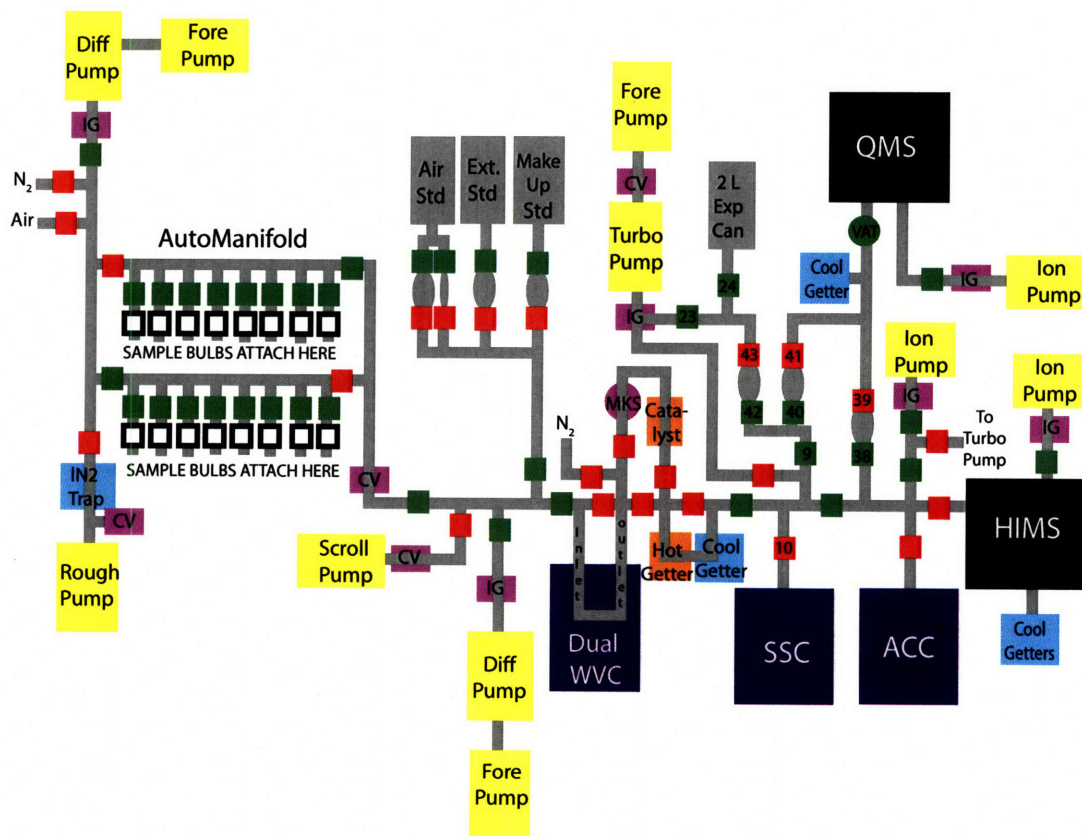 Diff
Pump
Fore
Pump
IG
N2
Air
AutoManifold
SAMPLE BULBS ATTACH HERE
SAMPLE BULBS ATTACH HERE
IN2
Trap
CV
Rough
Pump
CV
Scroll
Pump
CV
IG
Diff
Pump
Fore
Pump
Air
Std
Ext.
Std
Make
Up
Std
Fore
Pump
CV
Turbo
Pump
IG
23
24
2 L
Exp
Can
43
42
41
40
9
39
38
QMS
VAT
Cool
Getter
IG
Ion
Pump
Ion
Pump
IG
To
Turbo
Pump
Ion
Pump
IG
HIMS
Cool
Getters
N2
MKS
Cata-
lyst
Inlet
outlet
Hot
Getter
Cool
Getter
Dual
WVC
10
SSC
ACC